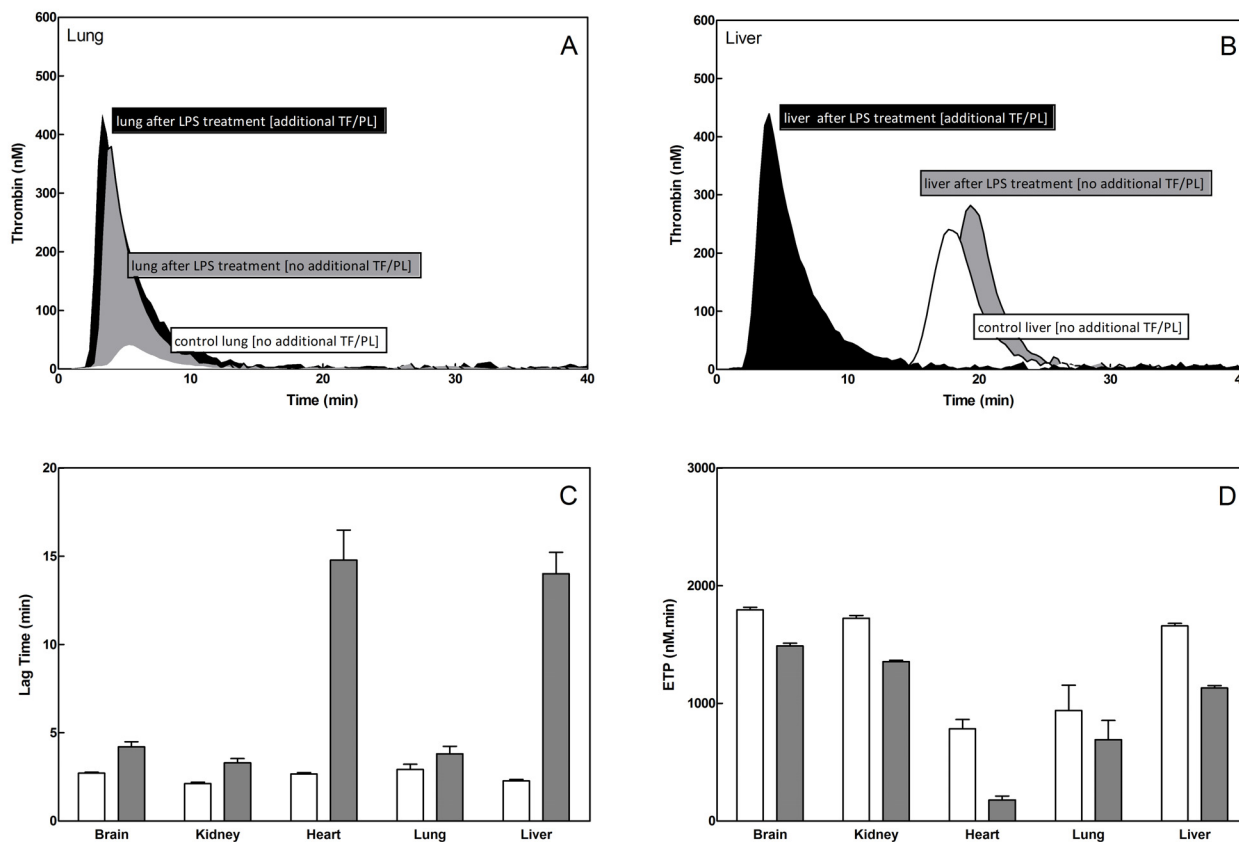 Lung
A
600
500
400
300
200
100
0
Thrombin (nM)
lung after LPS treatment [additional TF/PL]
lung after LPS treatment [no additional TF/PL]
control lung [no additional TF/PL]
0 10 20 30 40
Time (min)
Liver
B
600
500
400
300
200
100
0
Thrombin (nM)
liver after LPS treatment [additional TF/PL]
liver after LPS treatment [no additional TF/PL]
control liver [no additional TF/PL]
0 10 20 30 40
Time (min)
C
20
15
10
5
0
Lag Time (min)
Brain Kidney Heart Lung Liver
D
3000
2000
1000
0
ETP (nM.min)
Brain Kidney Heart Lung Liver